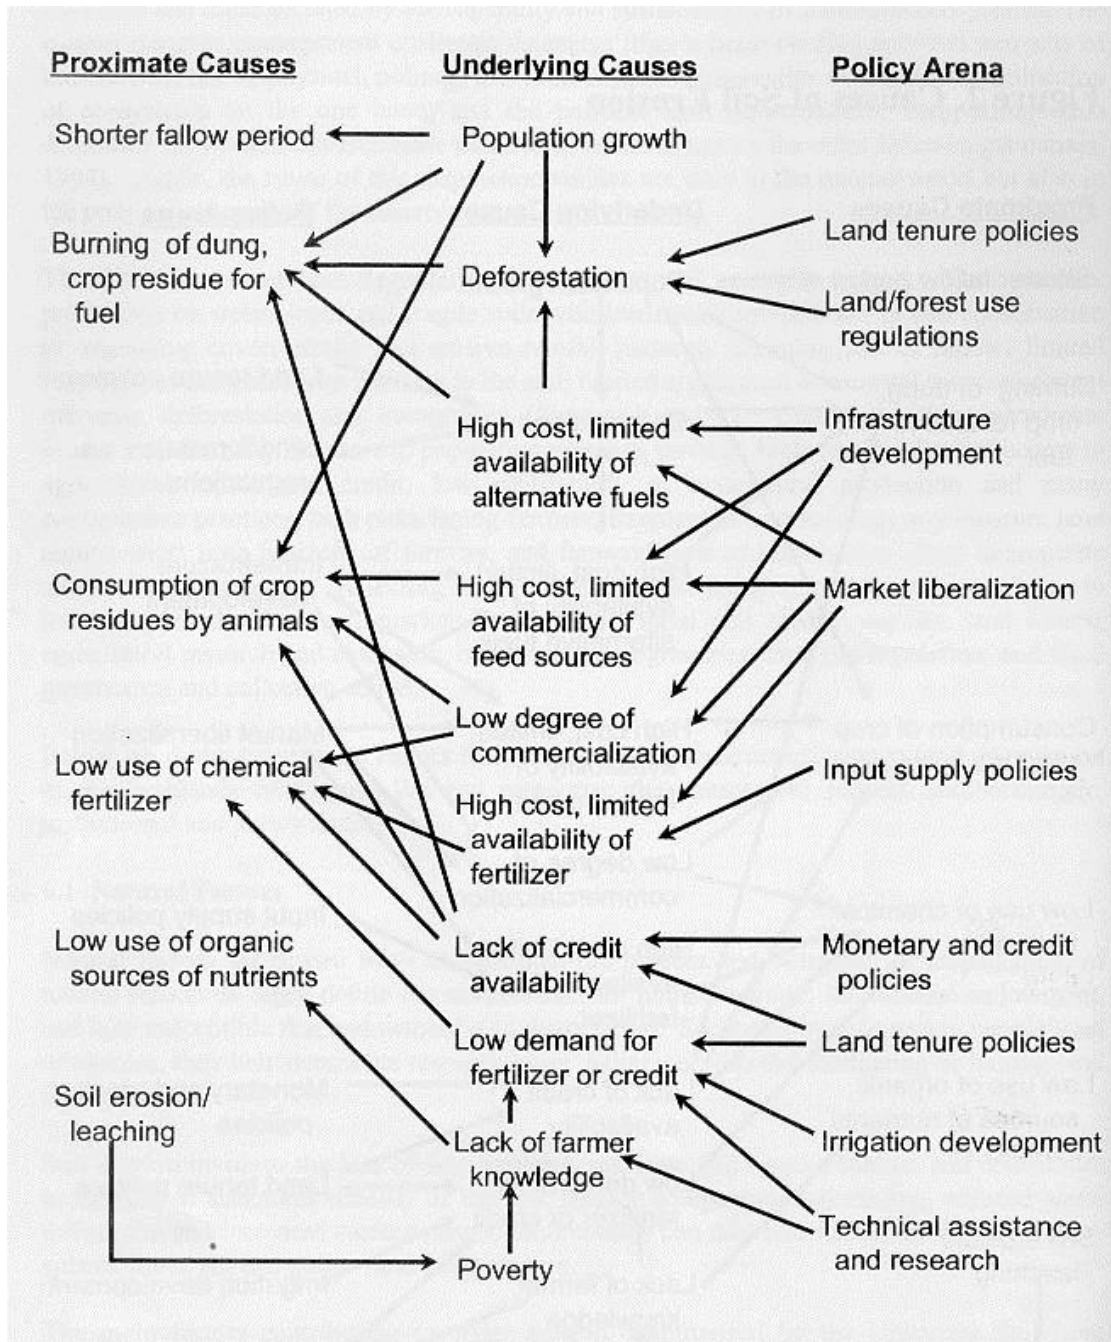 Proximate Causes
Underlying Causes
Policy Arena
Shorter fallow period
Population growth
Land tenure policies
Burning of dung,
crop residue for
fuel
Deforestation
Land/forest use
regulations
High cost, limited
availability of
alternative fuels
Infrastructure
development
Consumption of crop
residues by animals
High cost, limited
availability of
feed sources
Market liberalization
Low degree of
commercialization
Low use of chemical
fertilizer
Input supply policies
High cost, limited
availability of
fertilizer
Low use of organic
sources of nutrients
Lack of credit
availability
Monetary and credit
policies
Low demand for
fertilizer or credit
Land tenure policies
Soil erosion/
leaching
Lack of farmer
knowledge
Irrigation development
Technical assistance
and research
Poverty